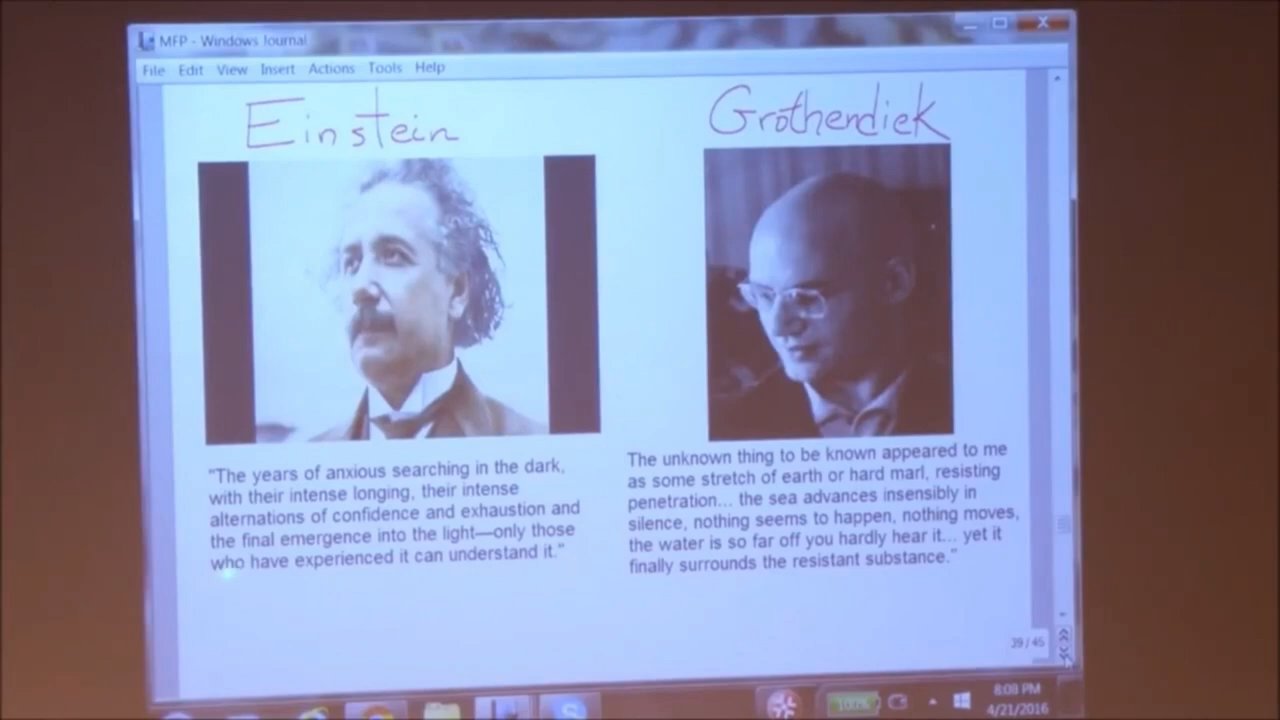 MFP - Windows Journal
File Edit View Insert Actions Tools Help
Einstein
Grothendiek
"The years of anxious searching in the dark,
with their intense longing, their intense
alternations of confidence and exhaustion and
the final emergence into the light—only those
who have experienced it can understand it."
The unknown thing to be known appeared to me
as some stretch of earth or hard marl, resisting
penetration... the sea advances insensibly in
silence, nothing seems to happen, nothing moves,
the water is so far off you hardly hear it... yet it
finally surrounds the resistant substance."
39 / 45
100%
8:08 PM
4/21/2016